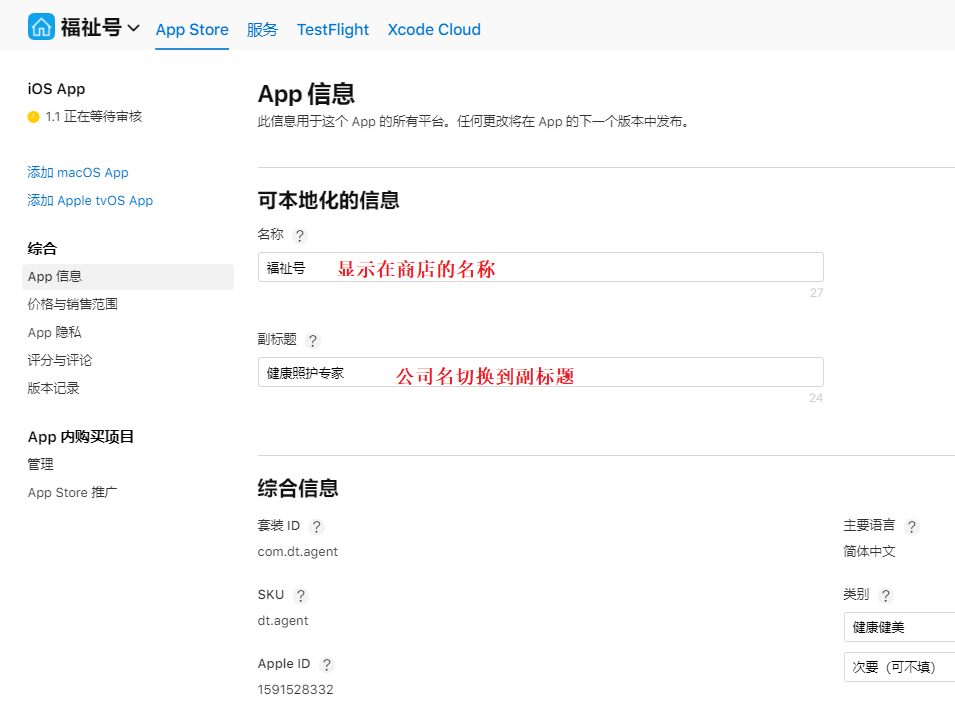 福祉号 App Store 服务 TestFlight Xcode Cloud
iOS App
1.1 正在等待审核
添加 macOS App
添加 Apple tvOS App
综合
App 信息
价格与销售范围
App 隐私
评分与评论
版本记录
App 内购买项目
管理
App Store 推广
App 信息
此信息用于这个 App 的所有平台。任何更改将在 App 的下一个版本中发布。
可本地化的信息
名称 ?
福祉号 显示在商店的名称
27
副标题 ?
健康照护专家 公司名切换到副标题
24
综合信息
套装 ID ?
com.dt.agent
SKU ?
dt.agent
Apple ID ?
1591528332
主要语言 ?
简体中文
类别 ?
健康健美
次要（可不填）